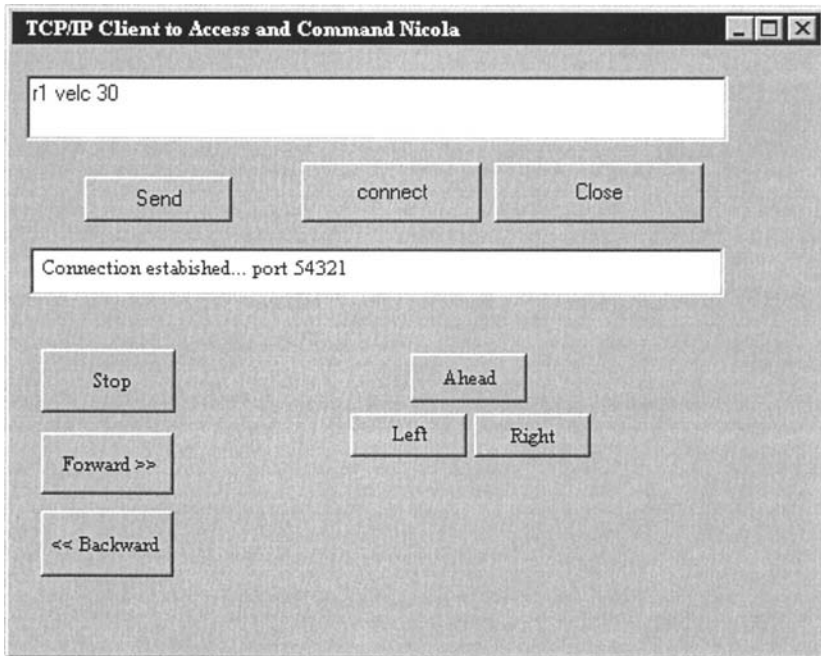 TCP/IP Client to Access and Command Nicola
r1 velc 30
Send
connect
Close
Connection estabished... port 54321
Stop
Ahead
Left
Right
Forward >>
<< Backward